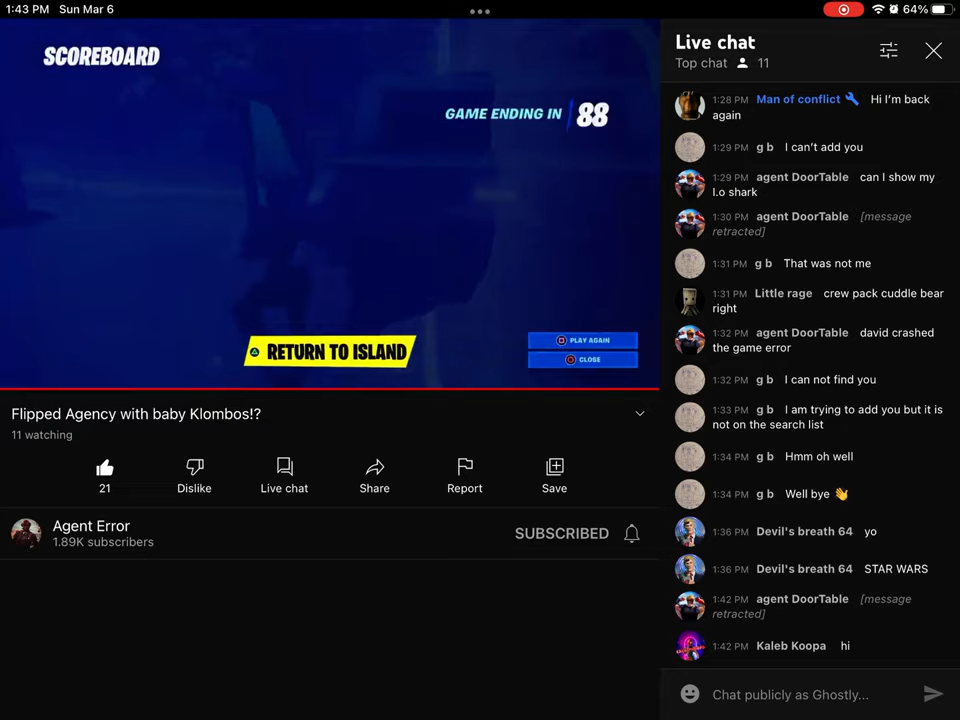 1:43 PM Sun Mar 6
64%
SCOREBOARD
GAME ENDING IN 88
RETURN TO ISLAND
PLAY AGAIN
CLOSE
Flipped Agency with baby Klombos!?
11 watching
21
Dislike
Live chat
Share
Report
Save
Agent Error
1.89K subscribers
SUBSCRIBED
Live chat
Top chat 11
1:28 PM Man of conflict Hi I'm back
again
1:29 PM g b I can't add you
1:29 PM agent DoorTable can I show my
I.o shark
1:30 PM agent DoorTable [message
retracted]
1:31 PM g b That was not me
1:31 PM Little rage crew pack cuddle bear
right
1:32 PM agent DoorTable david crashed
the game error
1:32 PM g b I can not find you
1:33 PM g b I am trying to add you but it is
not on the search list
1:34 PM g b Hmm oh well
1:34 PM g b Well bye 👋
1:36 PM Devil's breath 64 yo
1:36 PM Devil's breath 64 STAR WARS
1:42 PM agent DoorTable [message
retracted]
1:42 PM Kaleb Koopa hi
Chat publicly as Ghostly...